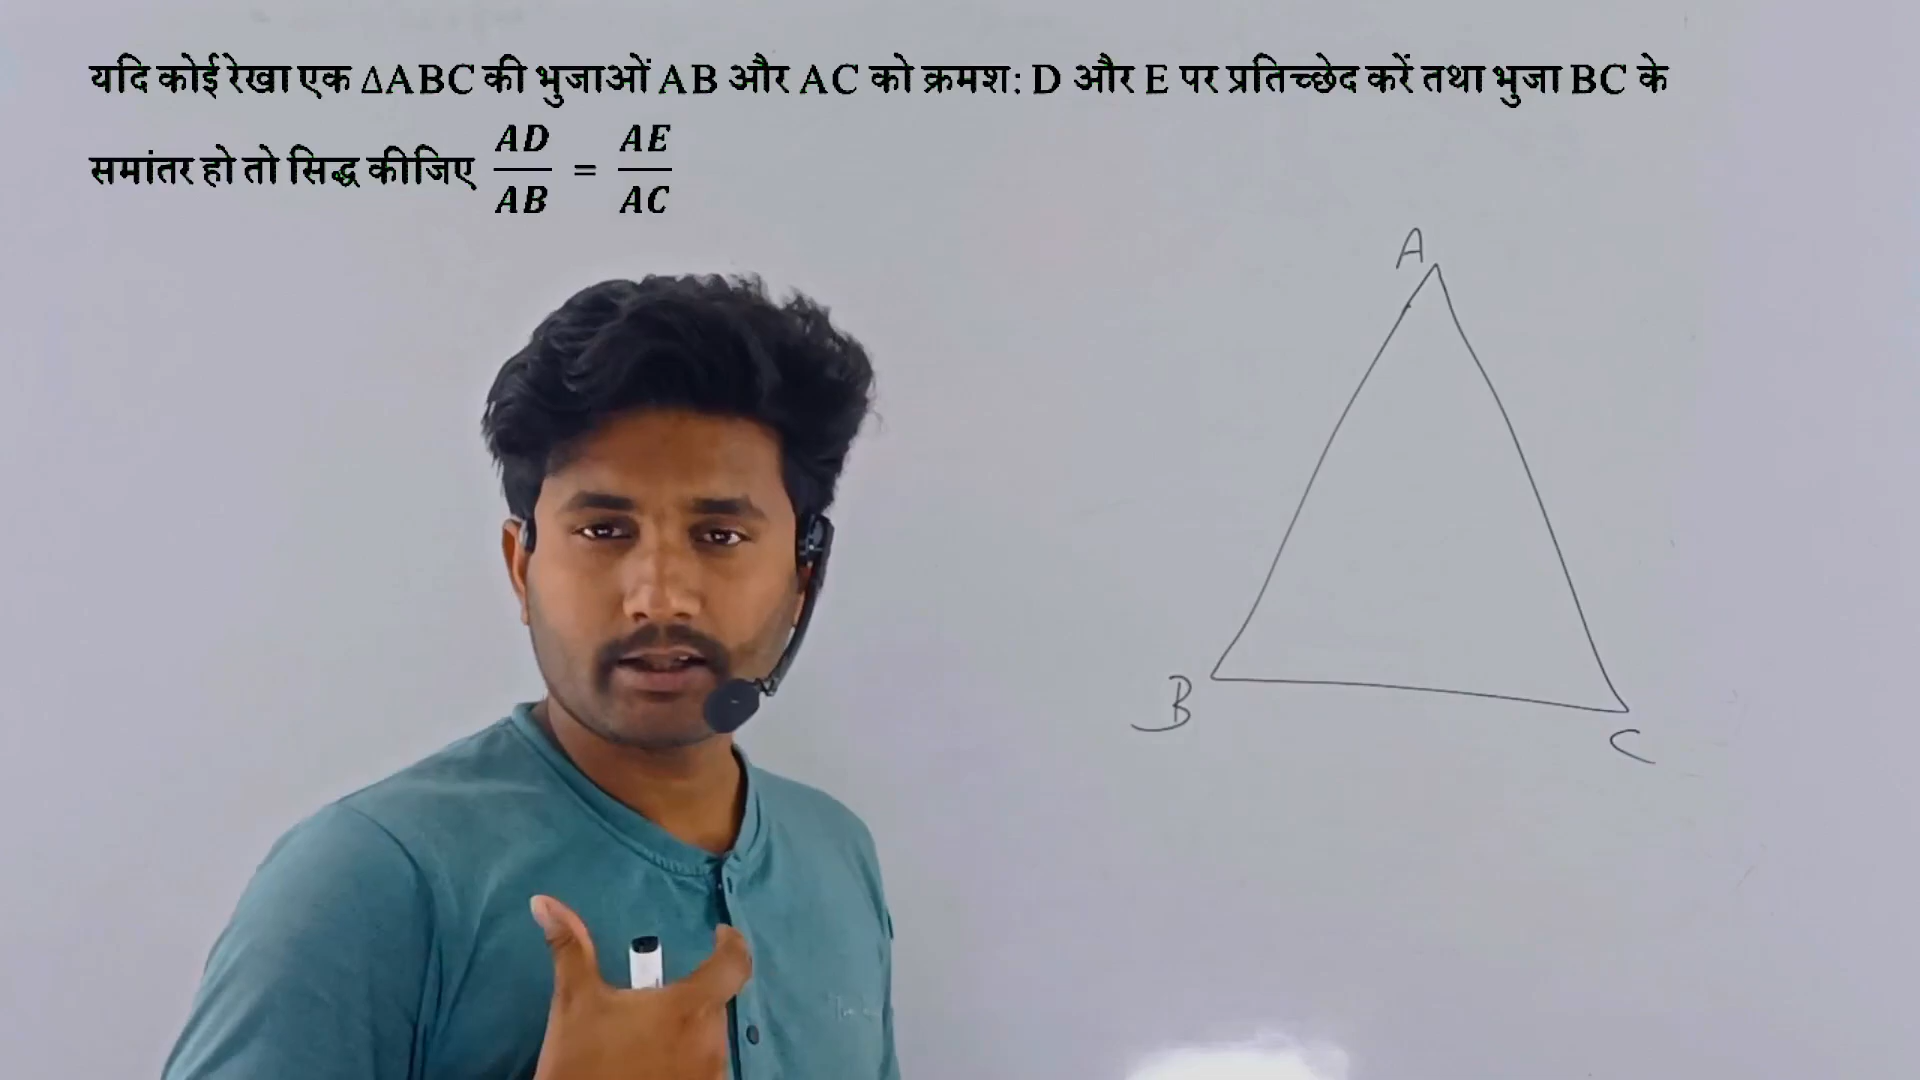 यदि कोई रेखा एक ΔABC की भुजाओं AB और AC को क्रमश: D और E पर प्रतिच्छेद करें तथा भुजा BC के
समांतर हो तो सिद्ध कीजिए AD/AB = AE/AC
A
B
C